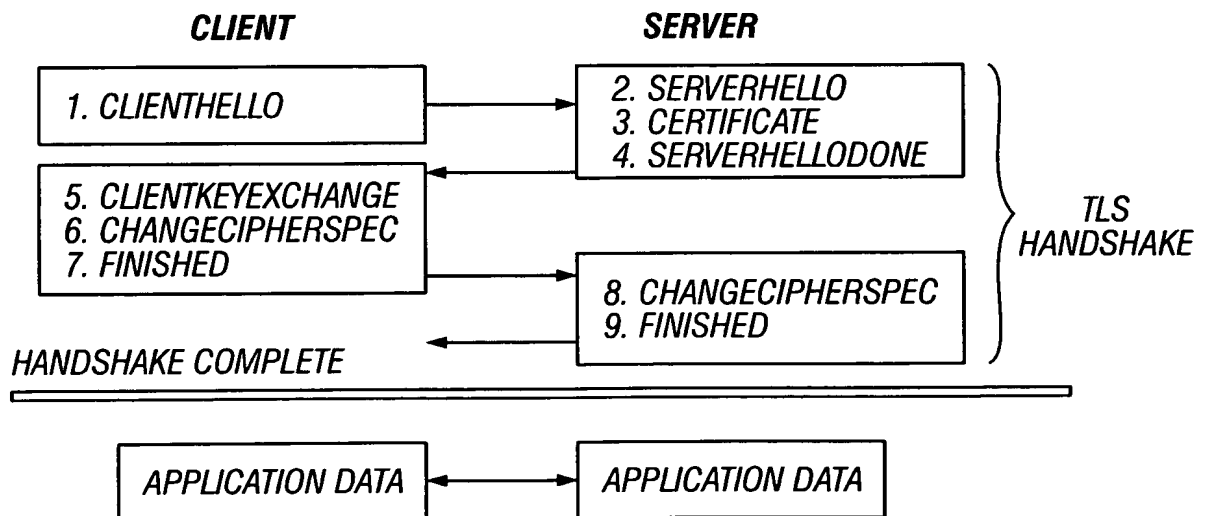 CLIENT
SERVER
1. CLIENTHELLO
2. SERVERHELLO
3. CERTIFICATE
4. SERVERHELLODONE
5. CLIENTKEYEXCHANGE
6. CHANGECIPHERSPEC
7. FINISHED
8. CHANGECIPHERSPEC
9. FINISHED
TLS
HANDSHAKE
HANDSHAKE COMPLETE
APPLICATION DATA
APPLICATION DATA